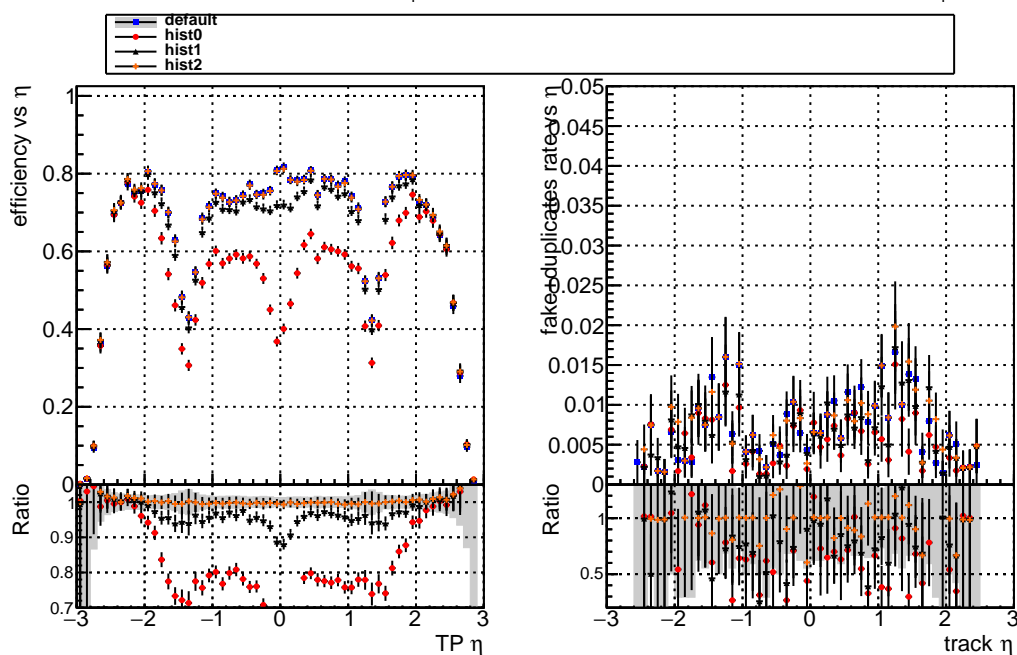 default
hist0
hist1
hist2
efficiency vs η
1
0.8
0.6
0.4
0.2
0
Ratio
1
0.9
0.8
0.7
−3 −2 −1 0 1 2 3
TP η
fake+duplicates rate vs η
0.05
0.045
0.04
0.035
0.03
0.025
0.02
0.015
0.01
0.005
0
Ratio
1
0.5
−3 −2 −1 0 1 2 3
track η